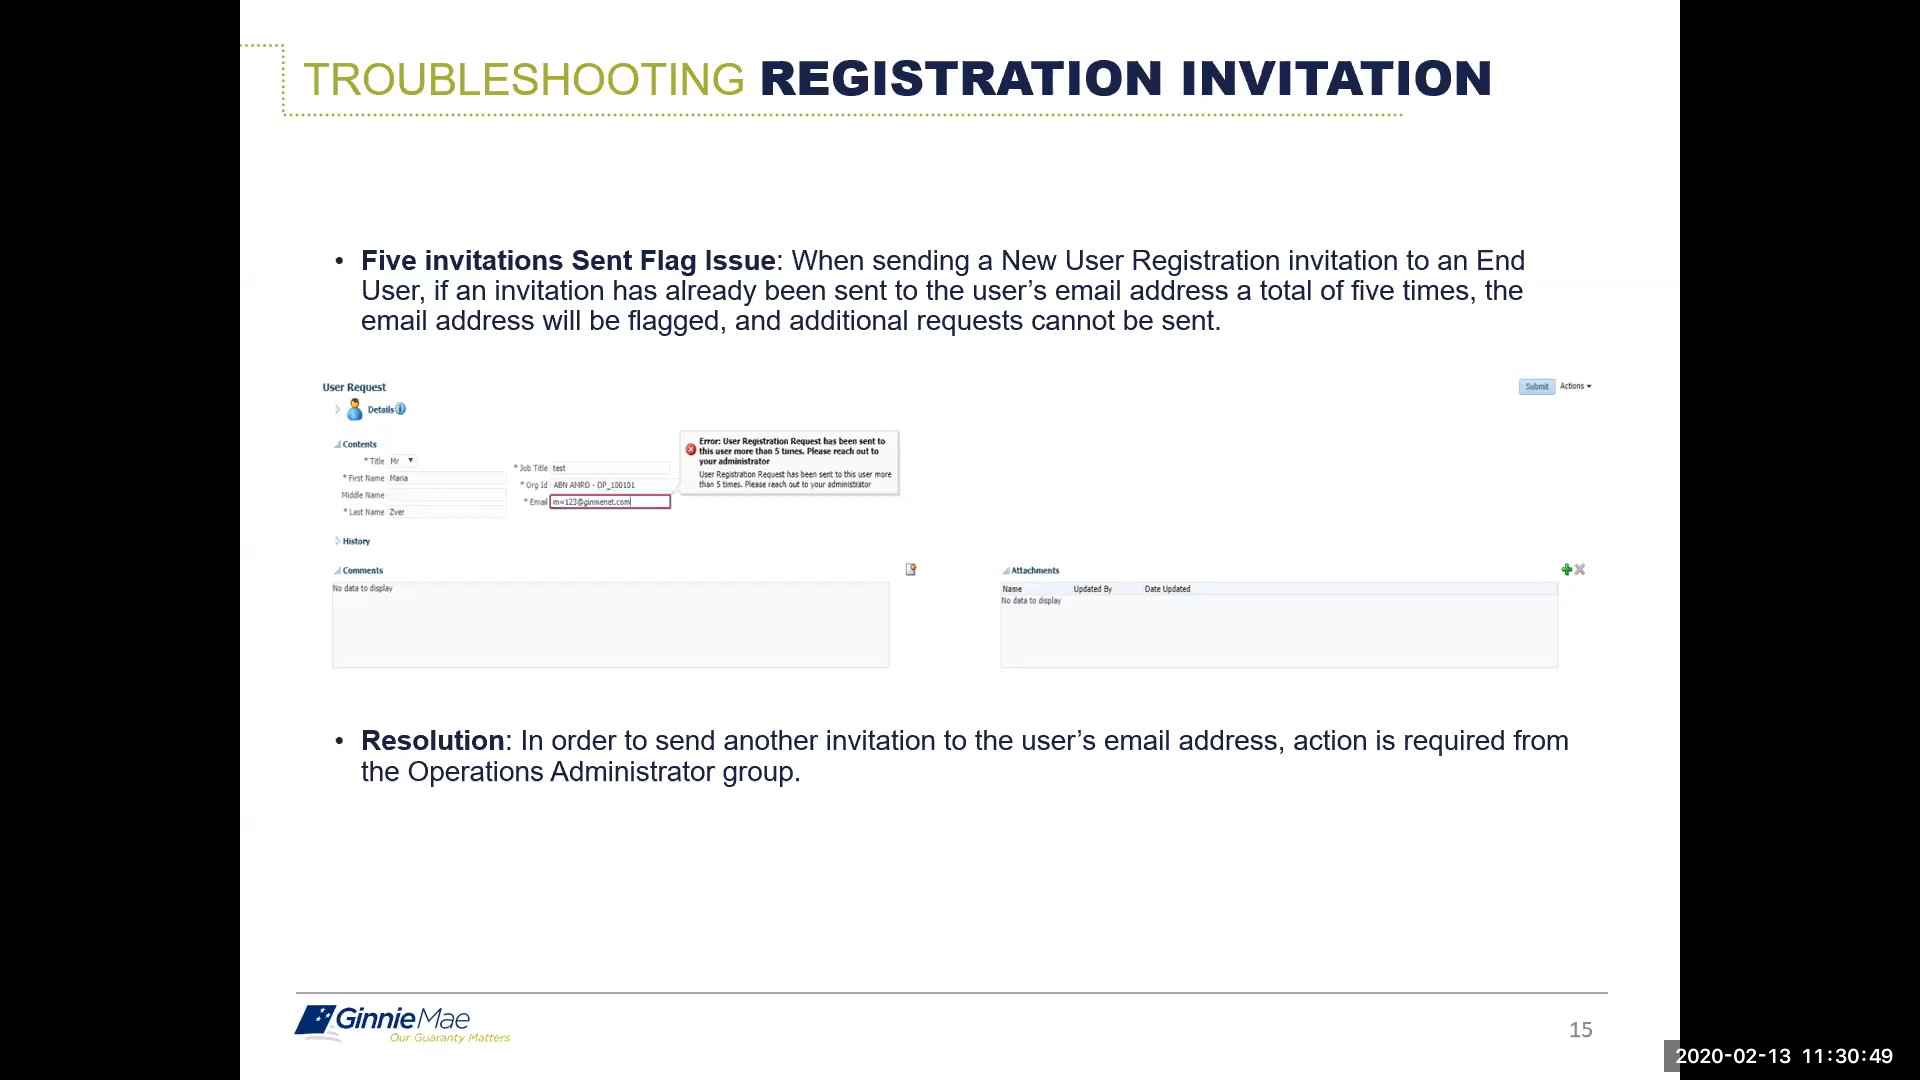 TROUBLESHOOTING REGISTRATION INVITATION
• Five invitations Sent Flag Issue: When sending a New User Registration invitation to an End
User, if an invitation has already been sent to the user’s email address a total of five times, the
email address will be flagged, and additional requests cannot be sent.
User Request
Submit Actions
Details
Contents
* Title Mr
* First Name Maria
Middle Name
* Last Name Zver
* Job Title test
* Org Id ABN AMRO - OP_100101
* Email
Error: User Registration Request has been sent to
this user more than 5 times. Please reach out to
your administrator
User Registration Request has been sent to this user more
than 5 times. Please reach out to your administrator
History
Comments
No data to display
Attachments
Name Updated By Date Updated
No data to display
• Resolution: In order to send another invitation to the user’s email address, action is required from
the Operations Administrator group.
GinnieMae
Our Guaranty Matters
15
2020-02-13 11:30:49